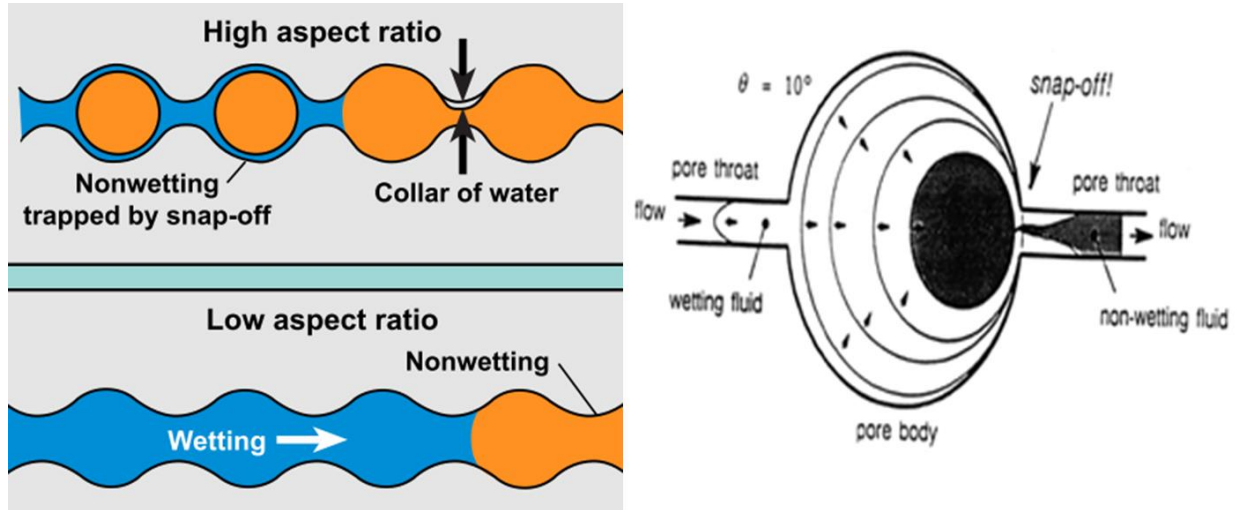 High aspect ratio
Nonwetting
trapped by snap-off
Collar of water
Low aspect ratio
Nonwetting
Wetting
θ = 10°
snap-off!
pore throat
pore throat
flow
flow
wetting fluid
non-wetting fluid
pore body